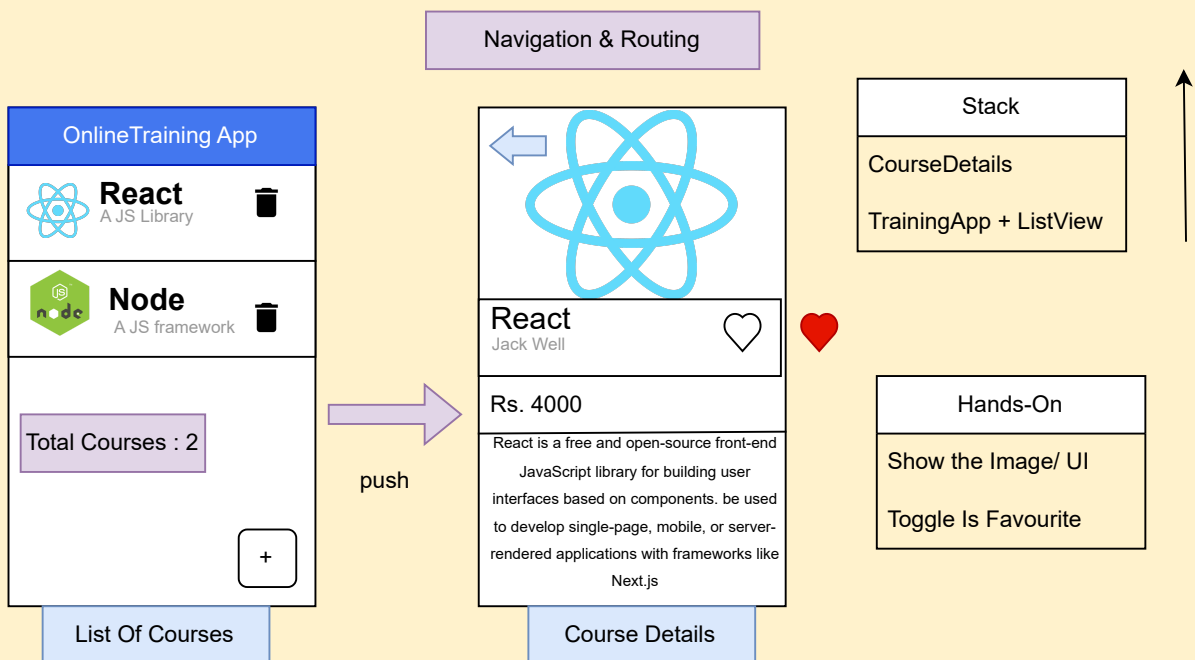 Navigation & Routing
OnlineTraining App
React
A JS Library
JS
node
Node
A JS framework
Total Courses : 2
+
List Of Courses
push
React
Jack Well
Rs. 4000
React is a free and open-source front-end
JavaScript library for building user
interfaces based on components. be used
to develop single-page, mobile, or server-
rendered applications with frameworks like
Next.js
Course Details
Stack
CourseDetails
TrainingApp + ListView
Hands-On
Show the Image/ UI
Toggle Is Favourite